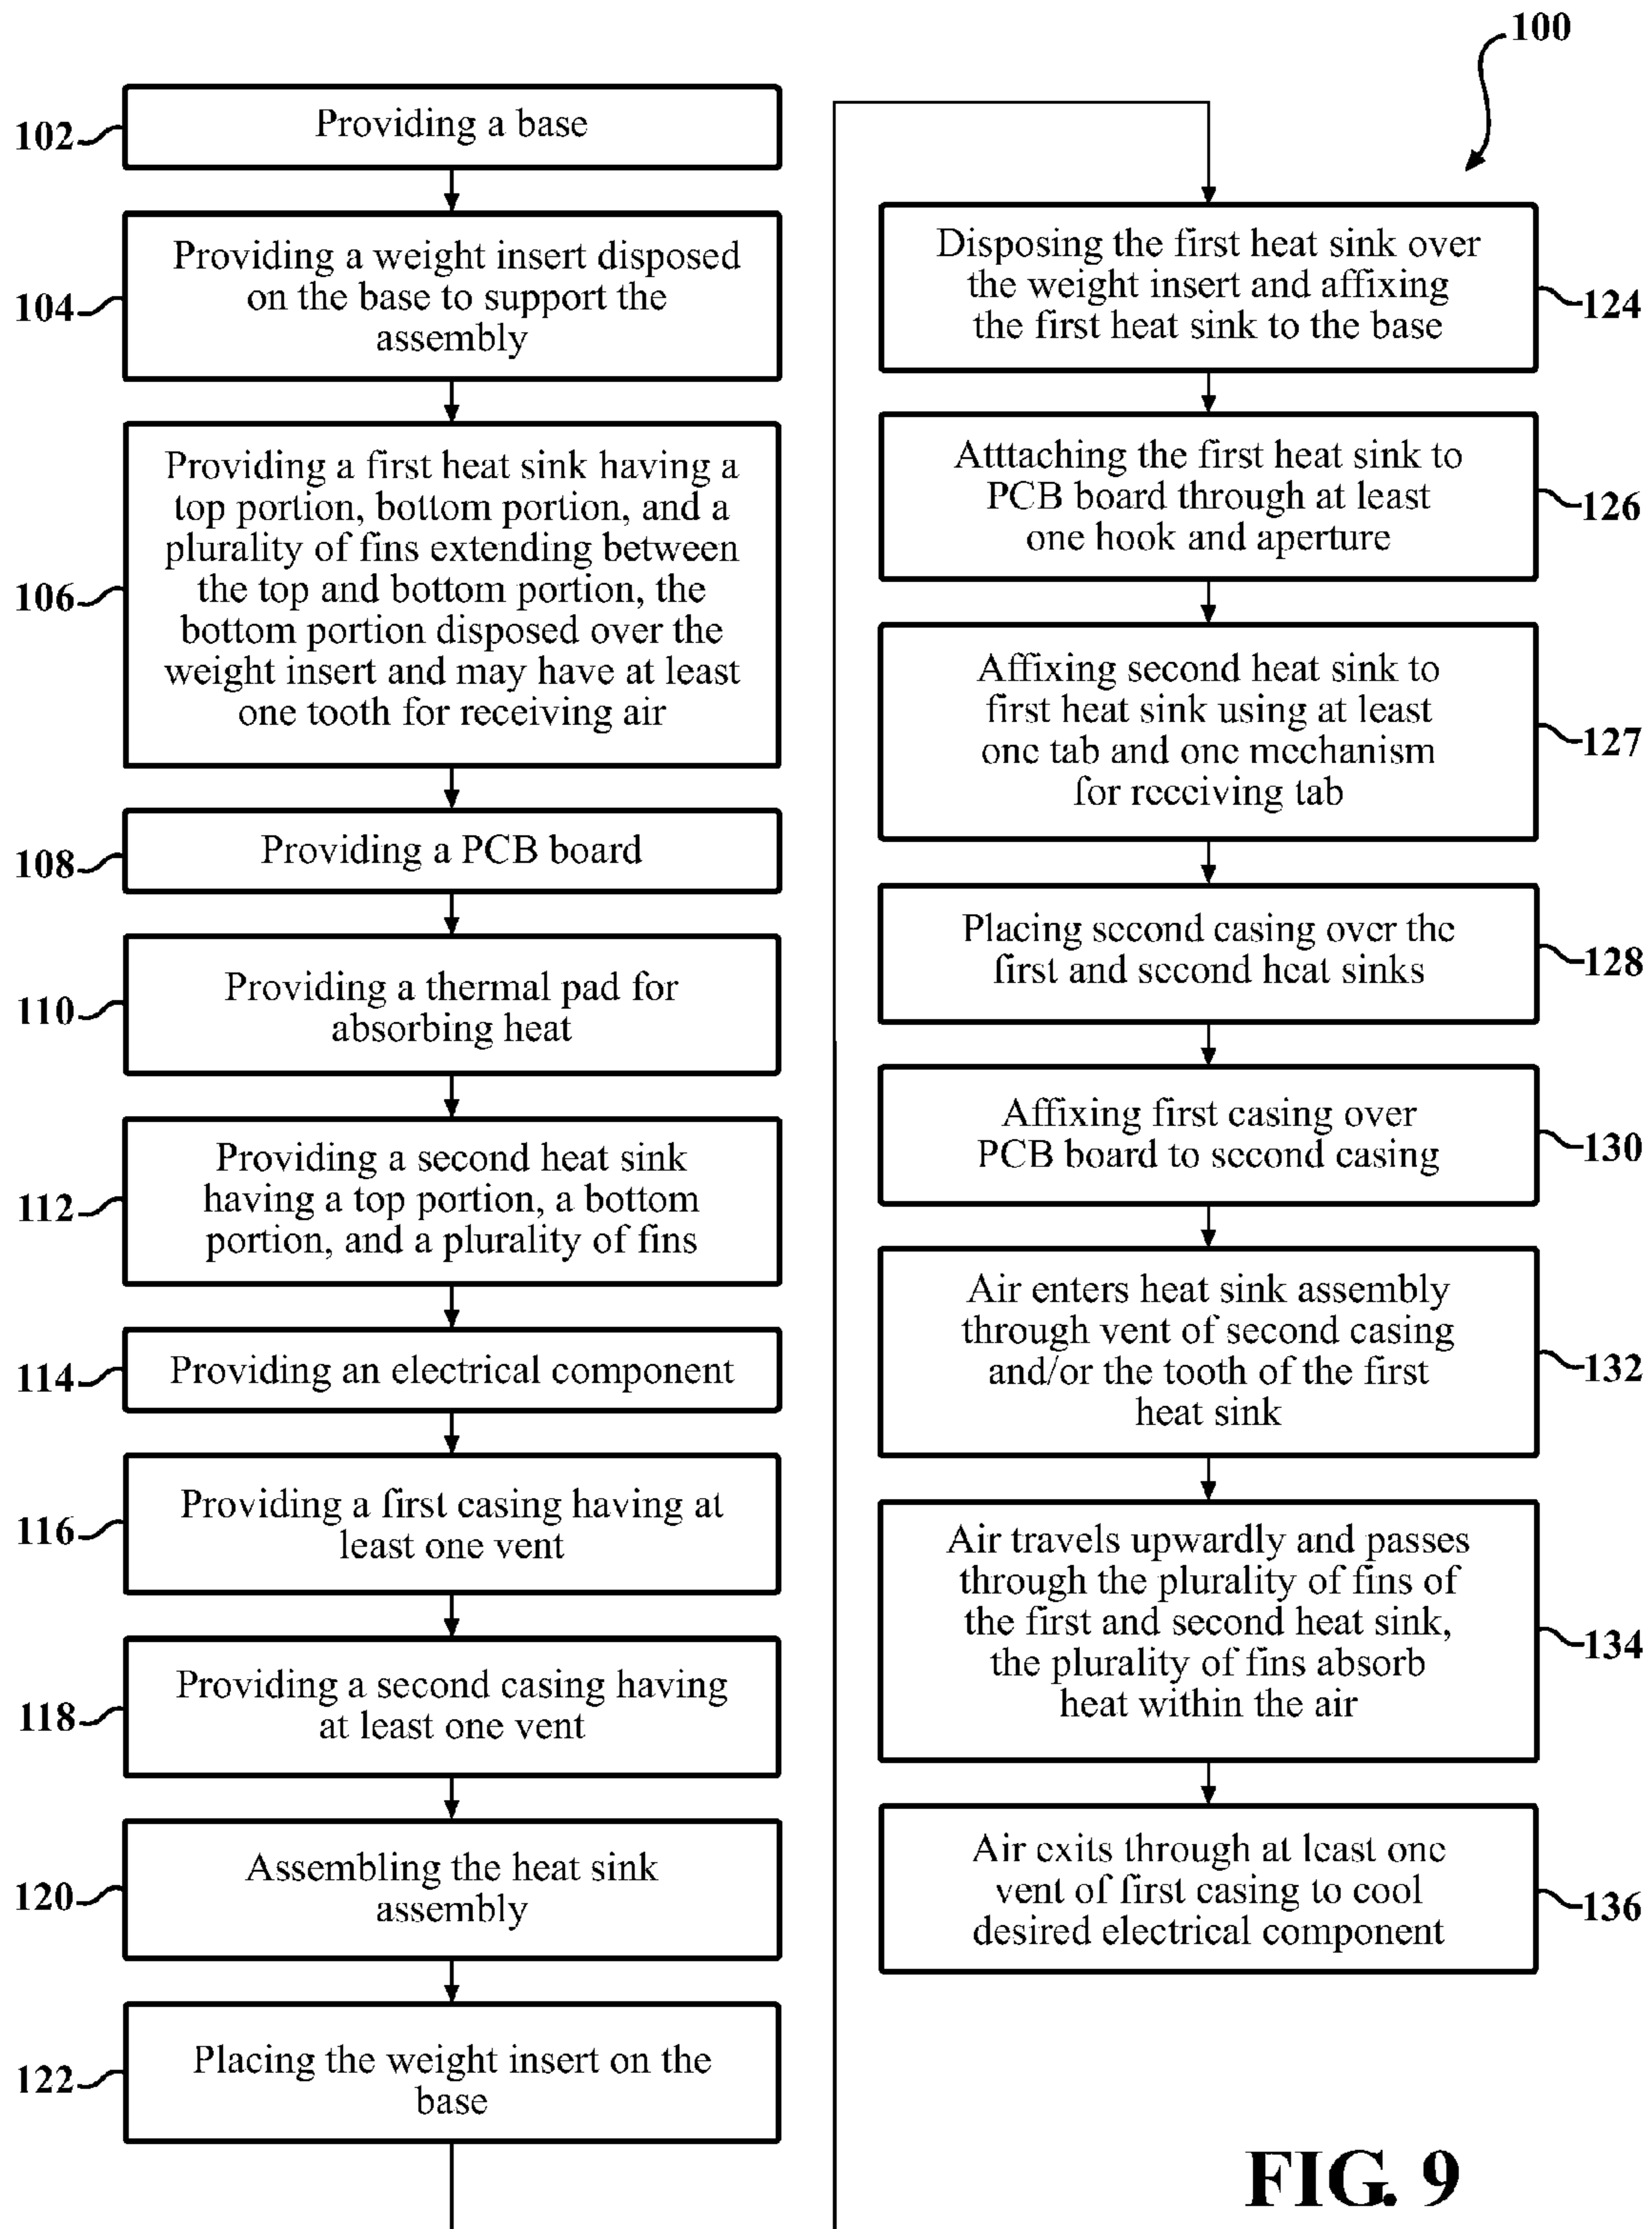 100
102
Providing a base
104
Providing a weight insert disposed
on the base to support the
assembly
106
Providing a first heat sink having a
top portion, bottom portion, and a
plurality of fins extending between
the top and bottom portion, the
bottom portion disposed over the
weight insert and may have at least
one tooth for receiving air
108
Providing a PCB board
110
Providing a thermal pad for
absorbing heat
112
Providing a second heat sink
having a top portion, a bottom
portion, and a plurality of fins
114
Providing an electrical component
116
Providing a first casing having at
least one vent
118
Providing a second casing having
at least one vent
120
Assembling the heat sink
assembly
122
Placing the weight insert on the
base
Disposing the first heat sink over
the weight insert and affixing
the first heat sink to the base
124
Atttaching the first heat sink to
PCB board through at least
one hook and aperture
126
Affixing second heat sink to
first heat sink using at least
one tab and one mechanism
for receiving tab
127
Placing second casing over the
first and second heat sinks
128
Affixing first casing over
PCB board to second casing
130
Air enters heat sink assembly
through vent of second casing
and/or the tooth of the first
heat sink
132
Air travels upwardly and passes
through the plurality of fins of
the first and second heat sink,
the plurality of fins absorb
heat within the air
134
Air exits through at least one
vent of first casing to cool
desired electrical component
136
FIG. 9